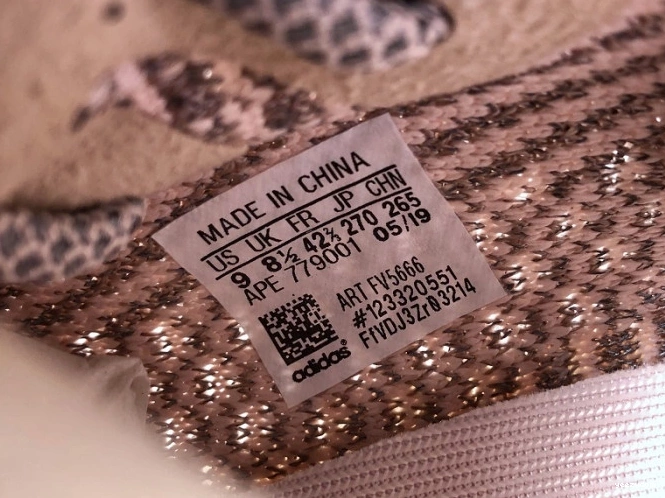 MADE IN CHINA
US UK FR JP CHN
9 8½ 42⅔ 270 265
APE 779001 05/19
ART FV5666
#123320551
FfVDJ3Zr03214
adidas®